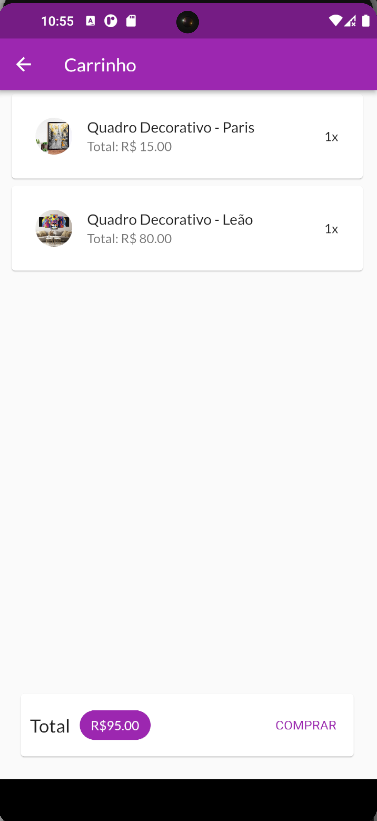 10:55
Carrinho
Quadro Decorativo - Paris
Total: R$ 15.00
1x
Quadro Decorativo - Leão
Total: R$ 80.00
1x
Total R$95.00 COMPRAR